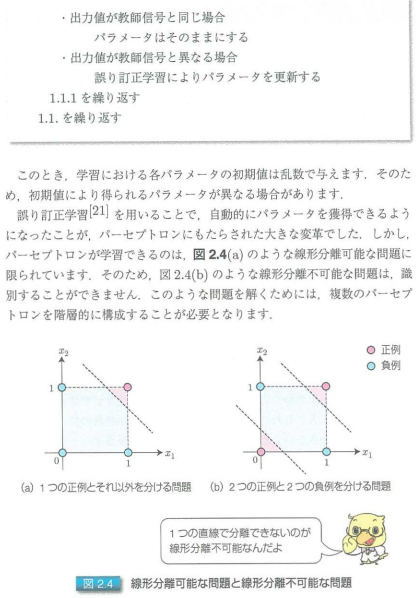 ・出力値が教師信号と同じ場合
パラメータはそのままにする
・出力値が教師信号と異なる場合
誤り訂正学習によりパラメータを更新する
1.1.1 を繰り返す
1.1. を繰り返す
このとき，学習における各パラメータの初期値は乱数で与えます．そのた
め，初期値により得られるパラメータが異なる場合があります．
誤り訂正学習[21] を用いることで，自動的にパラメータを獲得できるよう
になったことが，パーセプトロンにもたらされた大きな変革でした．しかし，
パーセプトロンが学習できるのは，図 2.4(a) のような線形分離可能な問題に
限られています．そのため，図 2.4(b) のような線形分離不可能な問題は，識
別することができません．このような問題を解くためには，複数のパーセプ
トロンを階層的に構成することが必要となります．
x2
1
0
1
x1
x2
1
0
1
x1
正例
負例
(a) 1つの正例とそれ以外を分ける問題
(b) 2つの正例と2つの負例を分ける問題
1つの直線で分離できないのが
線形分離不可能なんだよ
図 2.4 線形分離可能な問題と線形分離不可能な問題